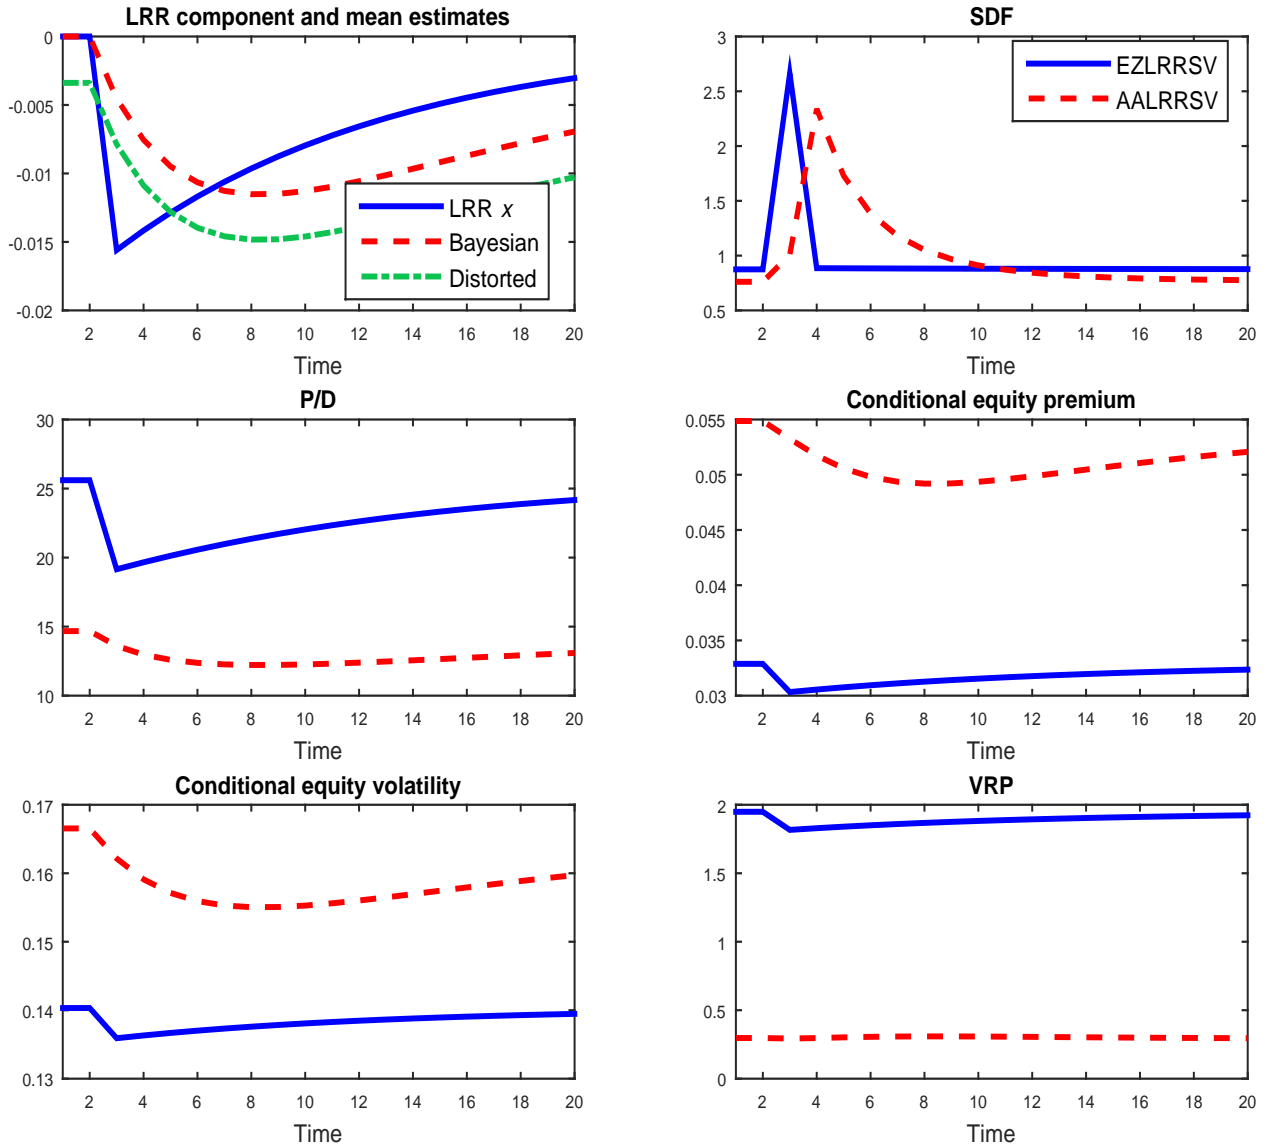 LRR component and mean estimates
0
-0.005
-0.01
-0.015
-0.02
2 4 6 8 10 12 14 16 18 20
Time
LRR x
Bayesian
Distorted
SDF
3
2.5
2
1.5
1
0.5
2 4 6 8 10 12 14 16 18 20
Time
EZLRRSV
AALRRSV
P/D
30
25
20
15
10
2 4 6 8 10 12 14 16 18 20
Time
Conditional equity premium
0.055
0.05
0.045
0.04
0.035
0.03
2 4 6 8 10 12 14 16 18 20
Time
Conditional equity volatility
0.17
0.16
0.15
0.14
0.13
2 4 6 8 10 12 14 16 18 20
Time
VRP
2
1.5
1
0.5
0
2 4 6 8 10 12 14 16 18 20
Time